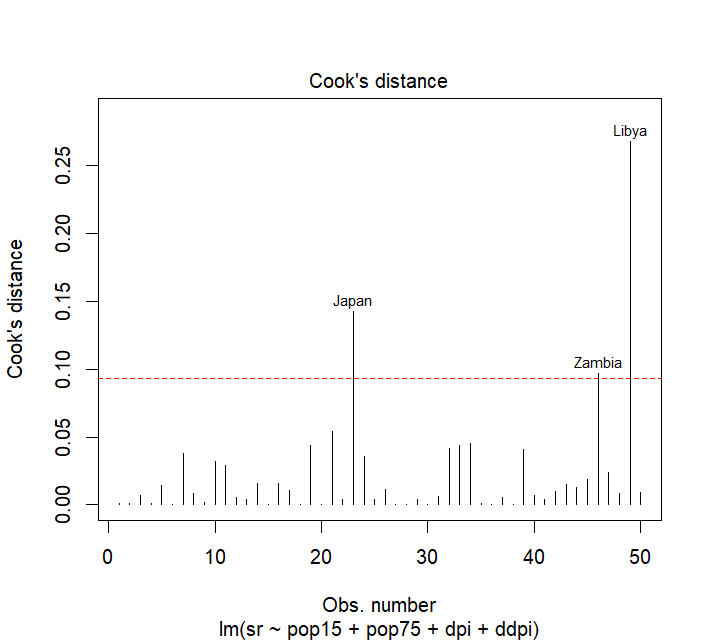 Cook's distance
Cook's distance
0.25
0.20
0.15
0.10
0.05
0.00
Libya
Japan
Zambia
0 10 20 30 40 50
Obs. number
lm(sr ~ pop15 + pop75 + dpi + ddpi)